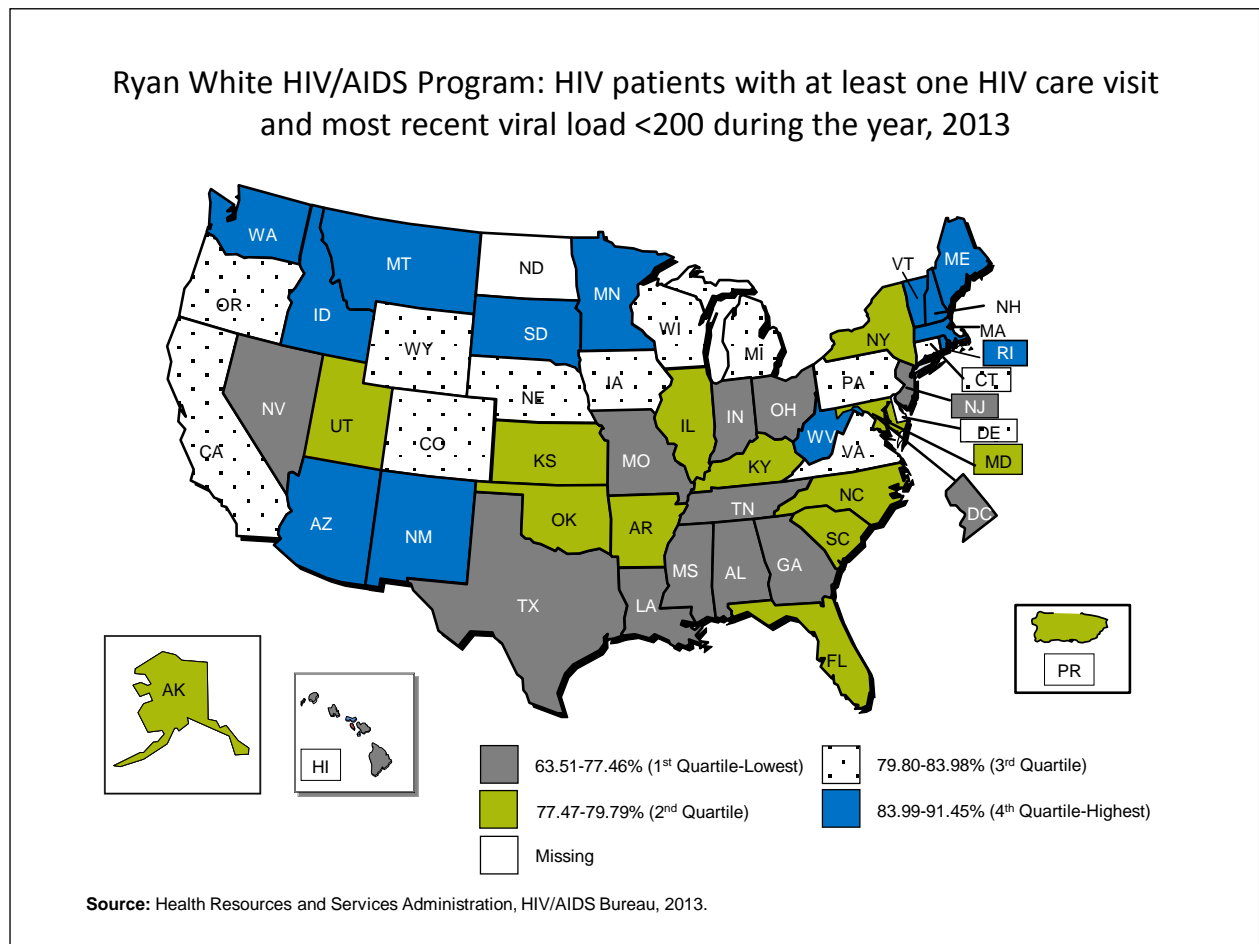 Ryan White HIV/AIDS Program: HIV patients with at least one HIV care visit
and most recent viral load <200 during the year, 2013
WA
MT
ND
MN
ME
VT
NH
MA
RI
CT
NJ
DE
MD
DC
OR
ID
SD
WI
MI
NY
WY
IA
NE
PA
NV
UT
CO
IL
IN
OH
WV
VA
CA
KS
MO
KY
AZ
NM
OK
AR
TN
NC
SC
TX
LA
MS
AL
GA
FL
AK
HI
PR
63.51-77.46% (1st Quartile-Lowest)
79.80-83.98% (3rd Quartile)
77.47-79.79% (2nd Quartile)
83.99-91.45% (4th Quartile-Highest)
Missing
Source: Health Resources and Services Administration, HIV/AIDS Bureau, 2013.